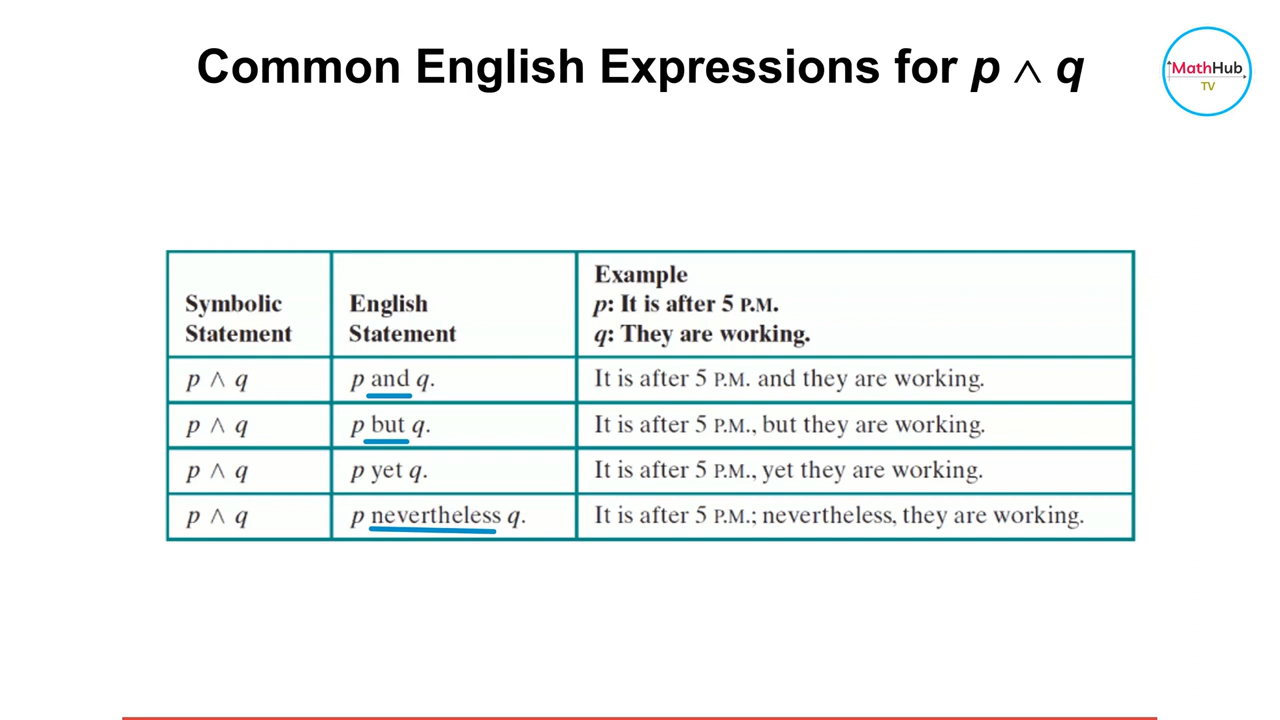 Common English Expressions for p ∧ q
MathHub
TV
Symbolic
Statement
English
Statement
Example
p: It is after 5 P.M.
q: They are working.
p ∧ q
p and q.
It is after 5 P.M. and they are working.
p ∧ q
p but q.
It is after 5 P.M., but they are working.
p ∧ q
p yet q.
It is after 5 P.M., yet they are working.
p ∧ q
p nevertheless q.
It is after 5 P.M.; nevertheless, they are working.